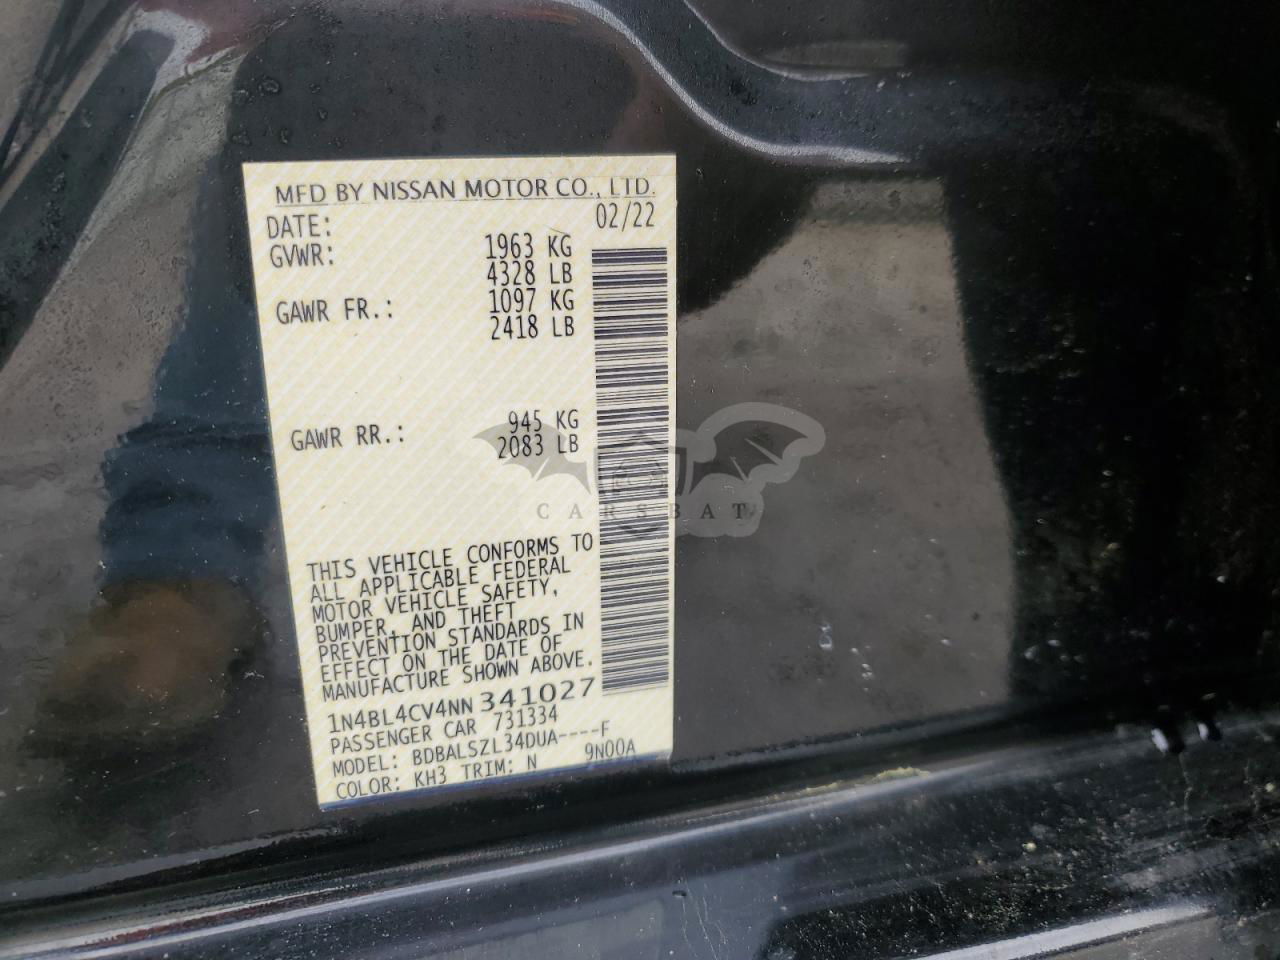 MFD BY NISSAN MOTOR CO., LTD.
DATE: 02/22
GVWR: 1963 KG
4328 LB
GAWR FR.: 1097 KG
2418 LB
GAWR RR.: 945 KG
2083 LB
CARSBAT
THIS VEHICLE CONFORMS TO
ALL APPLICABLE FEDERAL
MOTOR VEHICLE SAFETY,
BUMPER, AND THEFT
PREVENTION STANDARDS IN
EFFECT ON THE DATE OF
MANUFACTURE SHOWN ABOVE.
1N4BL4CV4NN341027
PASSENGER CAR 731334
MODEL: BDBALSZL34DUA----F
COLOR: KH3 TRIM: N 9N00A